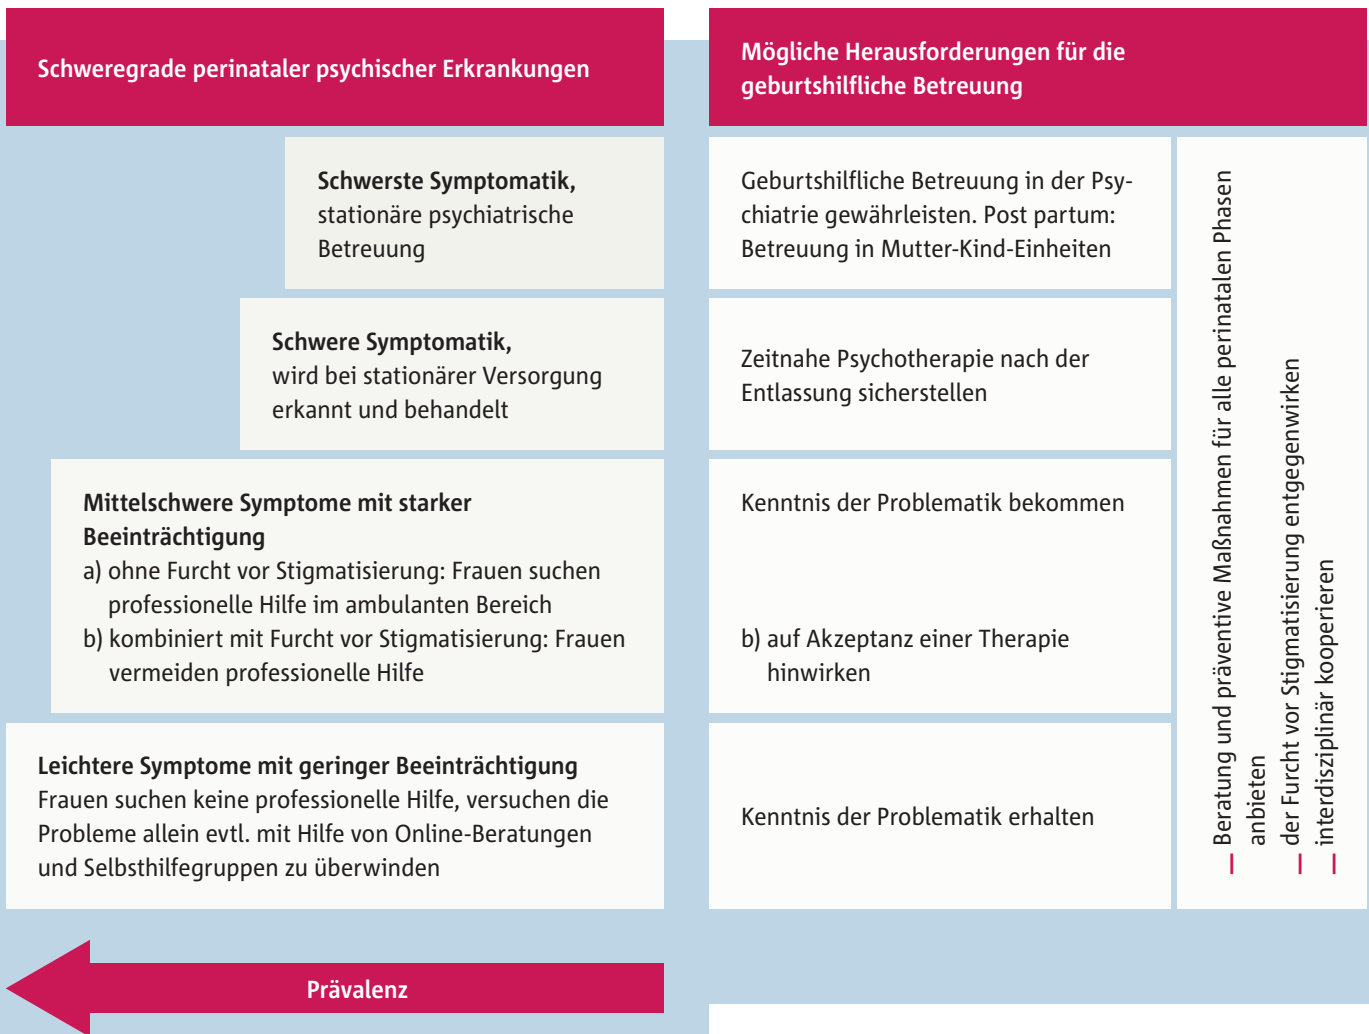 Schweregrade perinataler psychischer Erkrankungen
Mögliche Herausforderungen für die
geburtshilfliche Betreuung
Schwerste Symptomatik,
stationäre psychiatrische
Betreuung
Geburtshilfliche Betreuung in der Psy-
chiatrie gewährleisten. Post partum:
Betreuung in Mutter-Kind-Einheiten
Schwere Symptomatik,
wird bei stationärer Versorgung
erkannt und behandelt
Zeitnahe Psychotherapie nach der
Entlassung sicherstellen
Mittelschwere Symptome mit starker
Beeinträchtigung
a) ohne Furcht vor Stigmatisierung: Frauen suchen
professionelle Hilfe im ambulanten Bereich
b) kombiniert mit Furcht vor Stigmatisierung: Frauen
vermeiden professionelle Hilfe
Kenntnis der Problematik bekommen
b) auf Akzeptanz einer Therapie
hinwirken
Leichtere Symptome mit geringer Beeinträchtigung
Frauen suchen keine professionelle Hilfe, versuchen die
Probleme allein evtl. mit Hilfe von Online-Beratungen
und Selbsthilfegruppen zu überwinden
Kenntnis der Problematik erhalten
— Beratung und präventive Maßnahmen für alle perinatalen Phasen
anbieten
— der Furcht vor Stigmatisierung entgegenwirken
— interdisziplinär kooperieren
Prävalenz